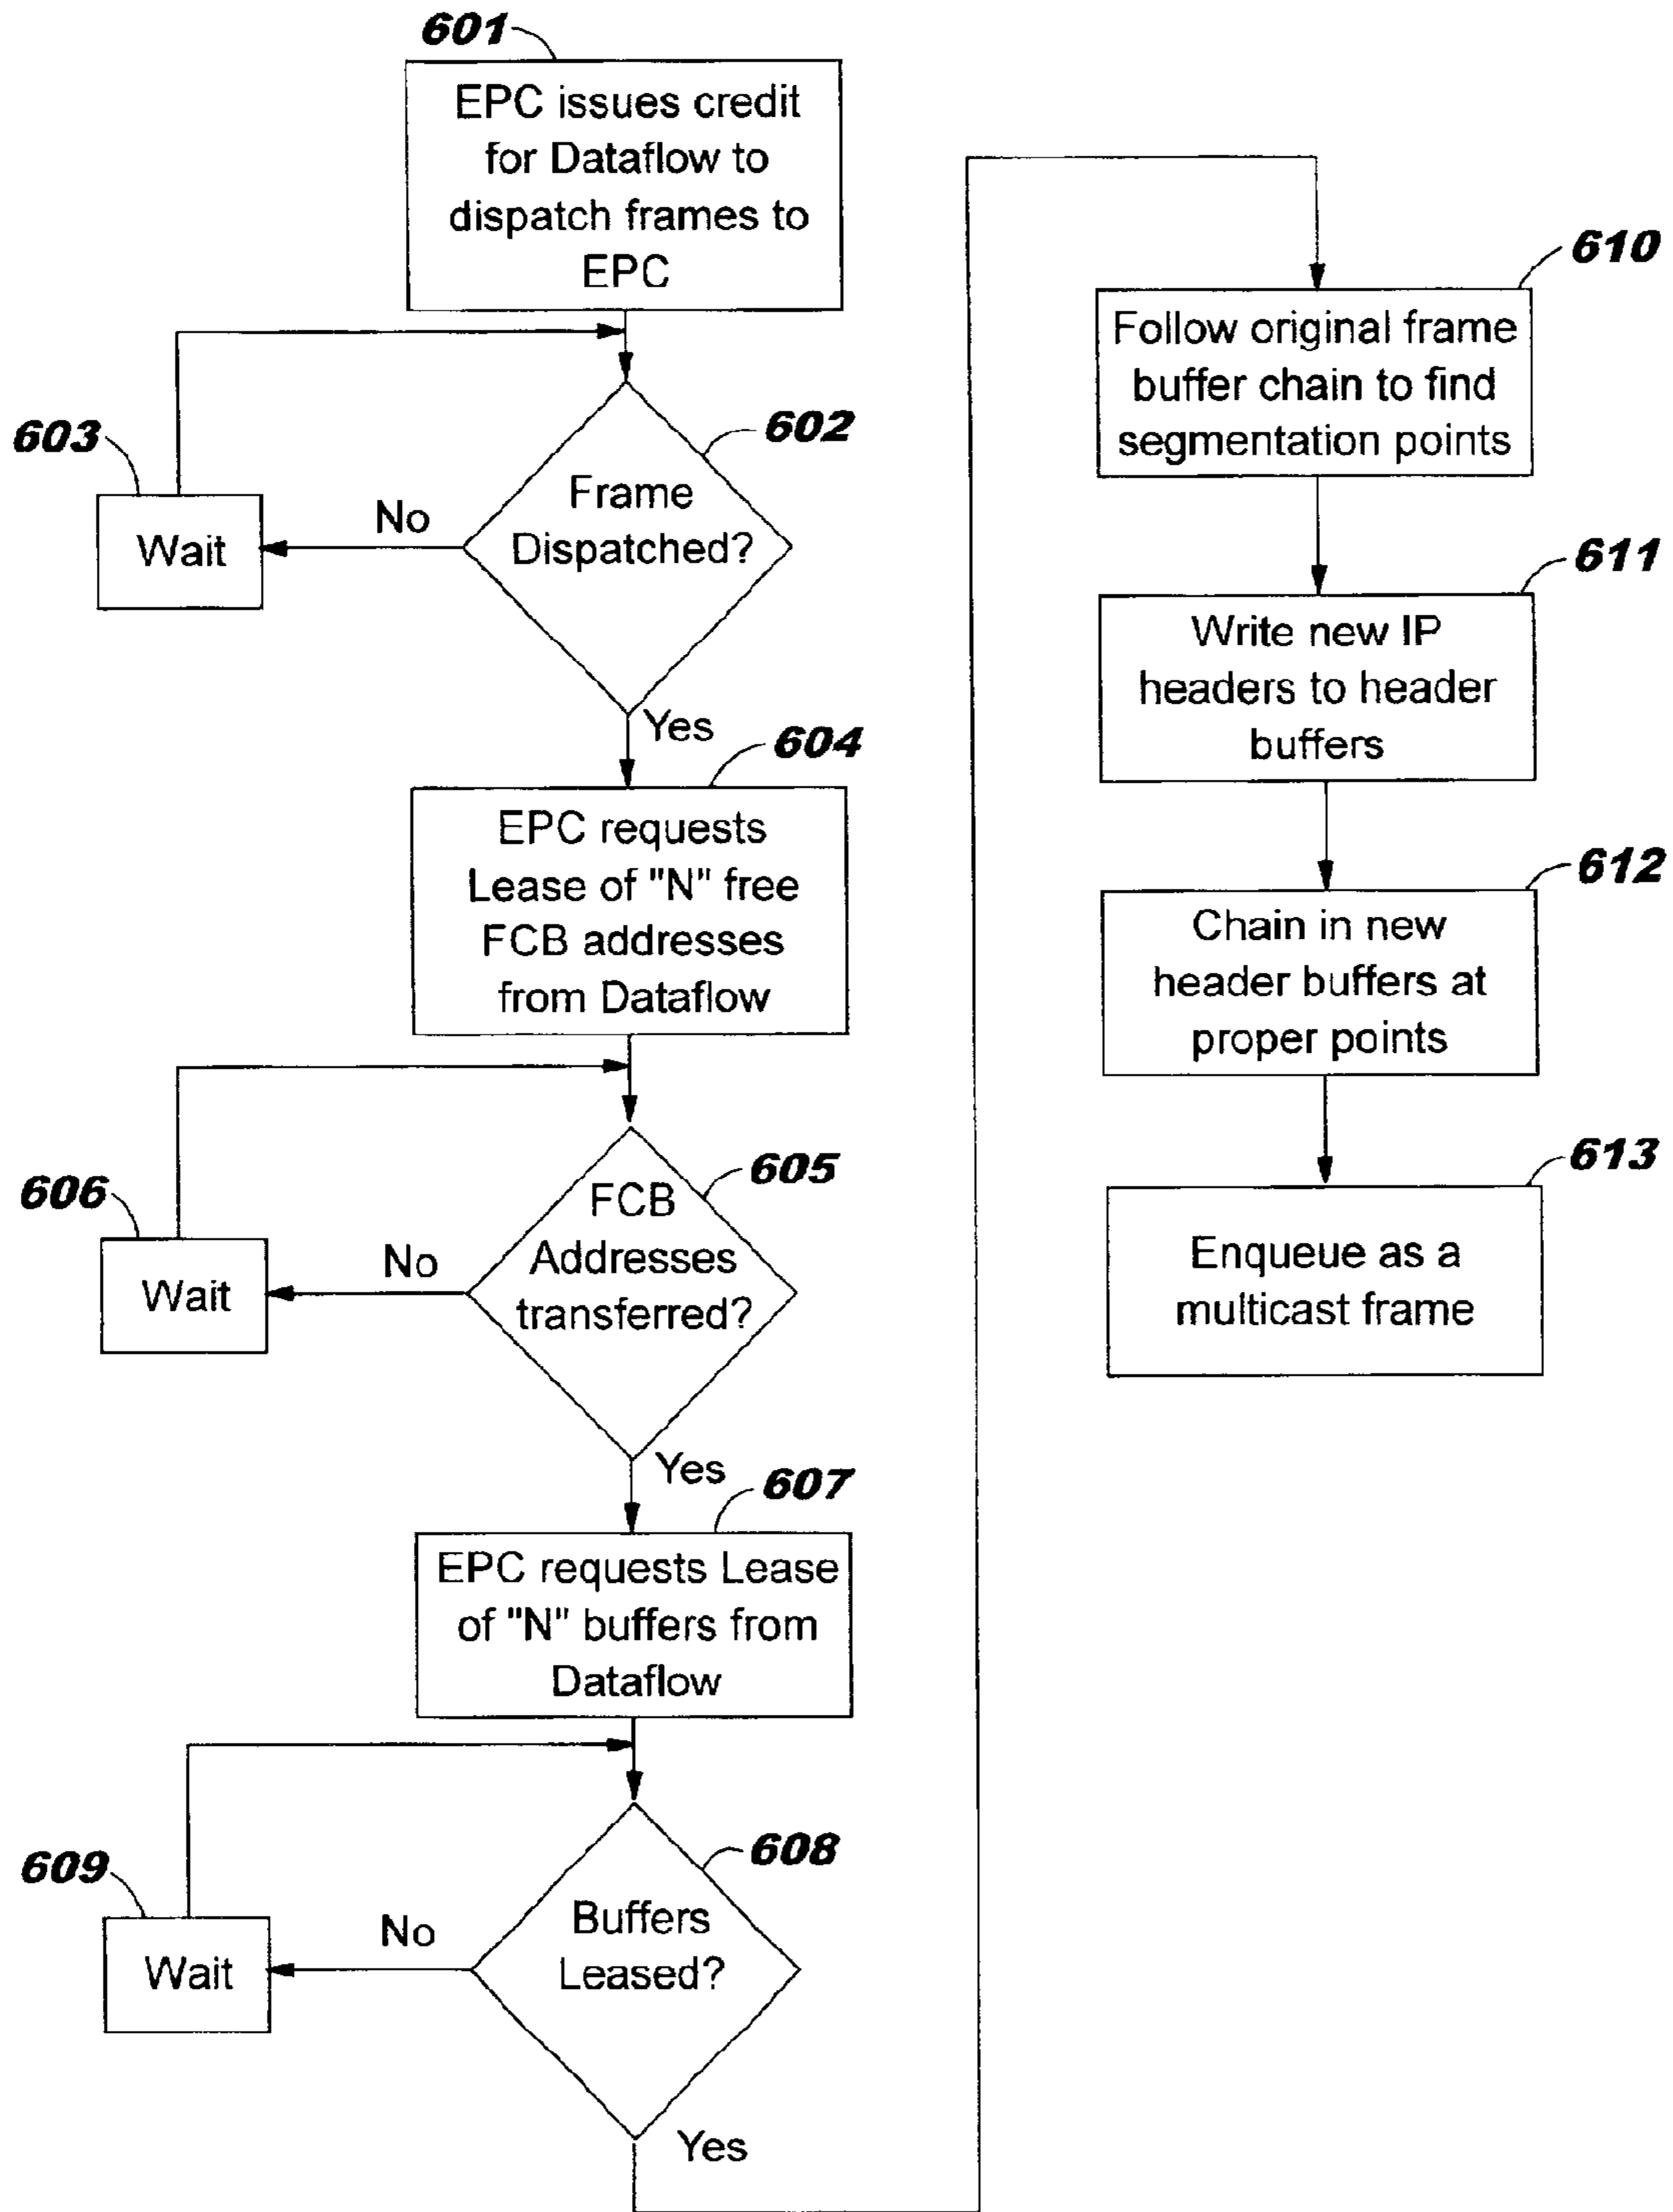 601
EPC issues credit
for Dataflow to
dispatch frames to
EPC
602
Frame
Dispatched?
No
603
Wait
Yes
604
EPC requests
Lease of "N" free
FCB addresses
from Dataflow
605
FCB
Addresses
transferred?
No
606
Wait
Yes
607
EPC requests Lease
of "N" buffers from
Dataflow
608
Buffers
Leased?
No
609
Wait
Yes
610
Follow original frame
buffer chain to find
segmentation points
611
Write new IP
headers to header
buffers
612
Chain in new
header buffers at
proper points
613
Enqueue as a
multicast frame